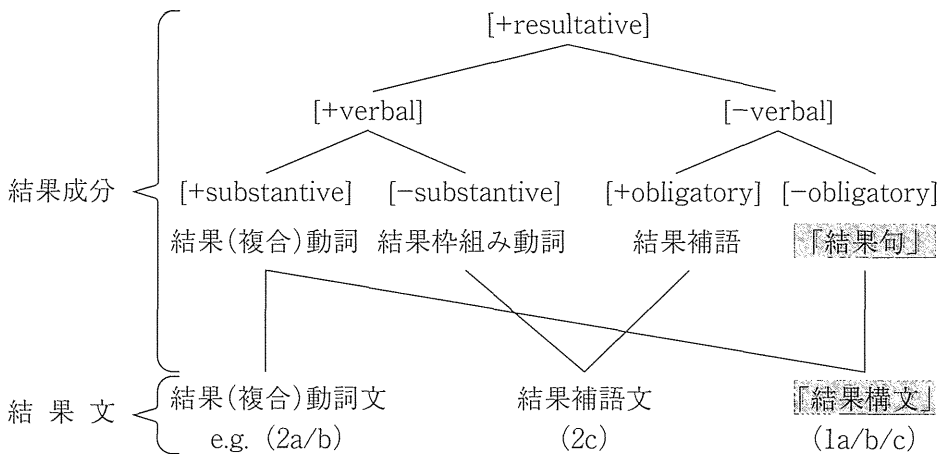 [+resultative]
[+verbal] [−verbal]
結果成分 [+substantive] [−substantive] [+obligatory] [−obligatory]
結果(複合)動詞 結果枠組み動詞 結果補語 「結果句」
結果文 結果(複合)動詞文 結果補語文 「結果構文」
e.g. (2a/b) (2c) (1a/b/c)